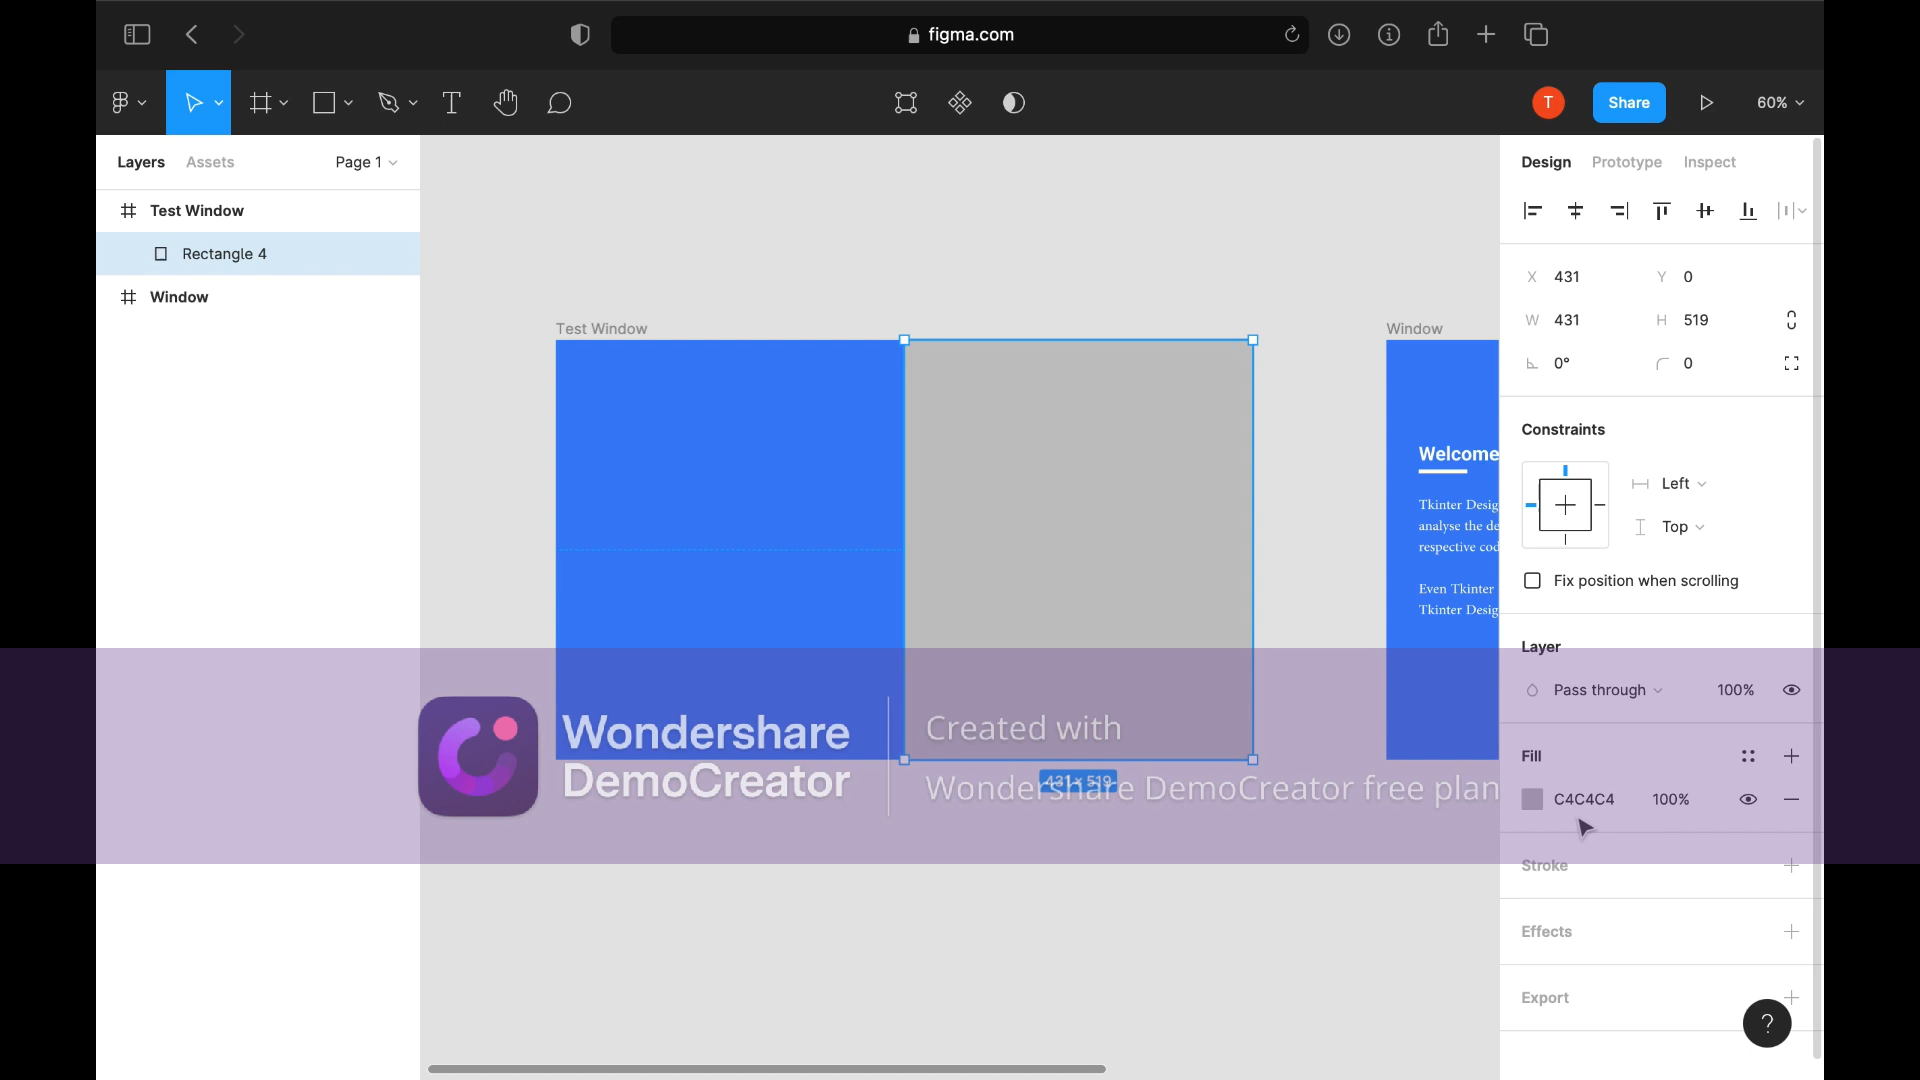 figma.com
T
Share
60%
Layers
Assets
Page 1
Test Window
Rectangle 4
Window
Test Window
Window
Welcome
Tkinter Desig
analyse the de
respective cod
Even Tkinter
Tkinter Desig
431 × 519
Wondershare
DemoCreator
Created with
Wondershare DemoCreator free plan
Design
Prototype
Inspect
X 431
Y 0
W 431
H 519
0°
0
Constraints
Left
Top
Fix position when scrolling
Layer
Pass through
100%
Fill
C4C4C4
100%
Stroke
Effects
Export
?